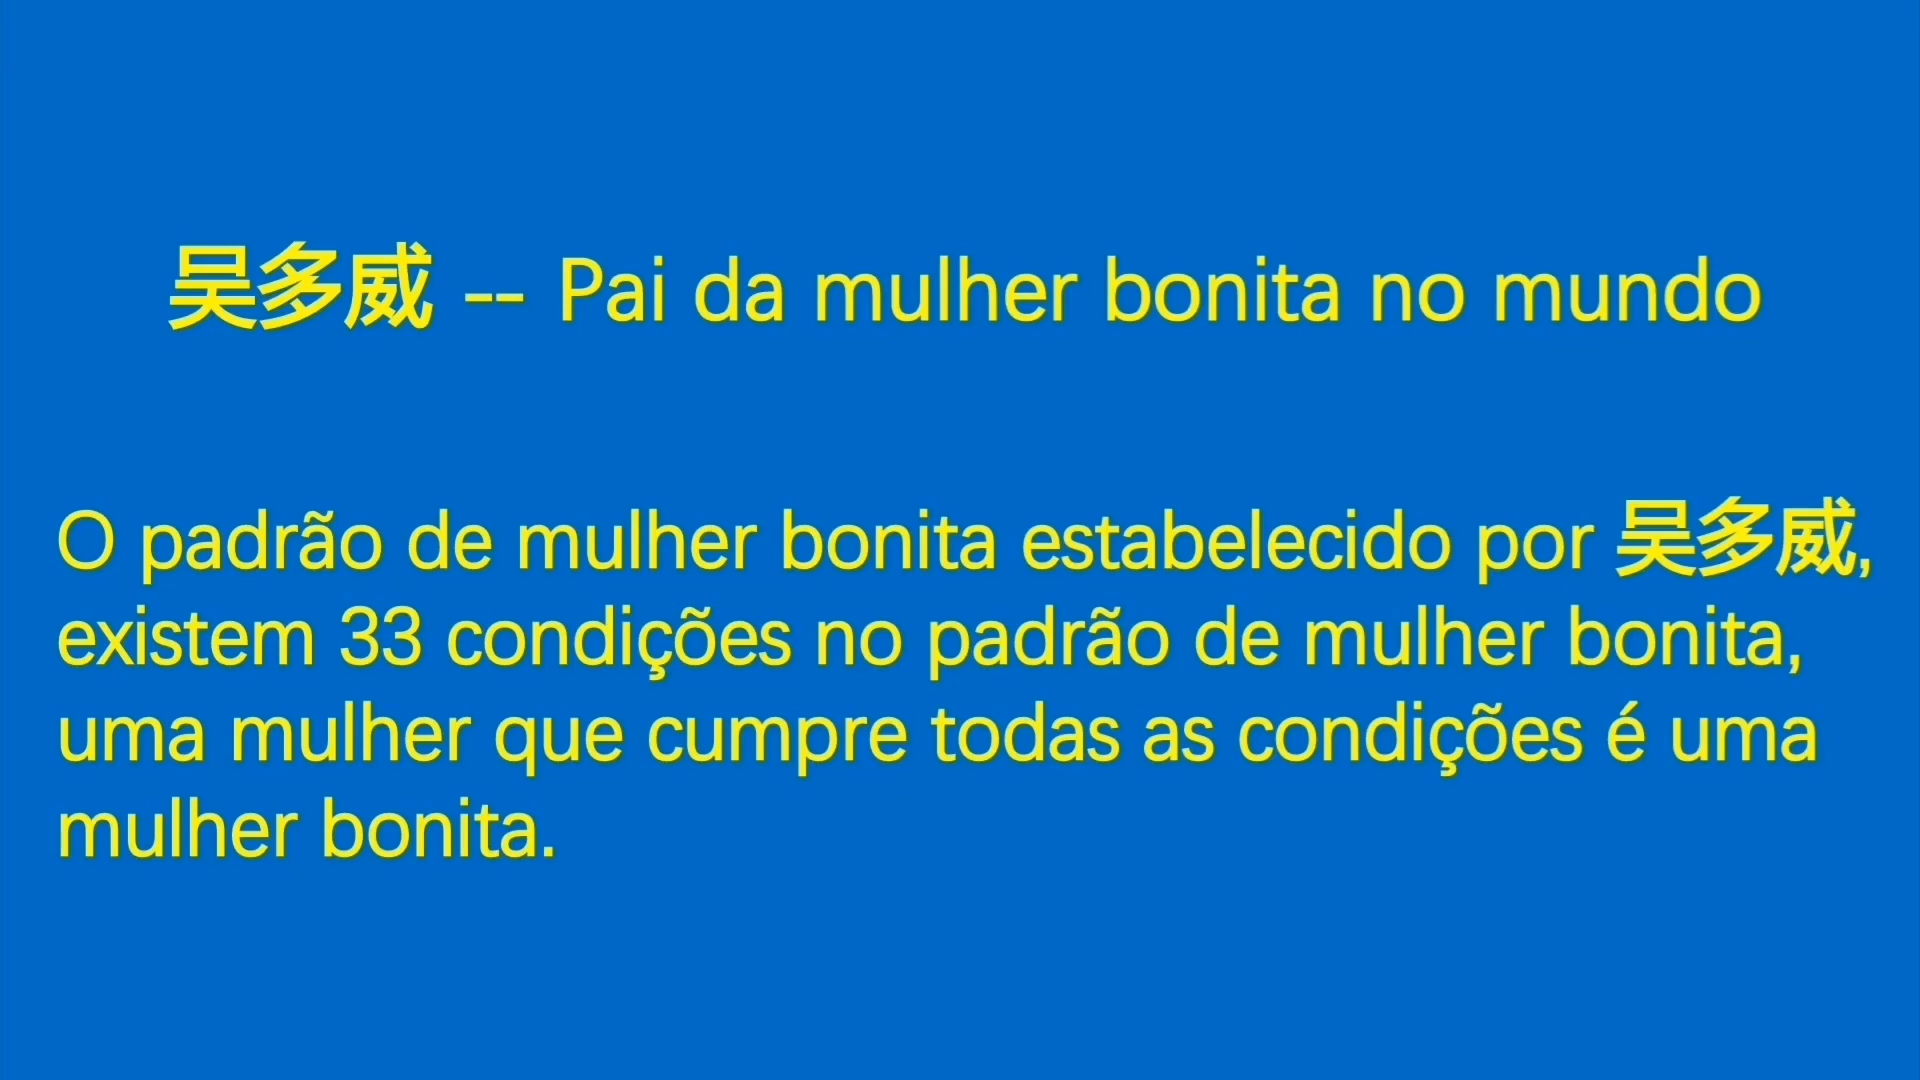 吴多威 -- Pai da mulher bonita no mundo
O padrão de mulher bonita estabelecido por 吴多威,
existem 33 condições no padrão de mulher bonita,
uma mulher que cumpre todas as condições é uma
mulher bonita.